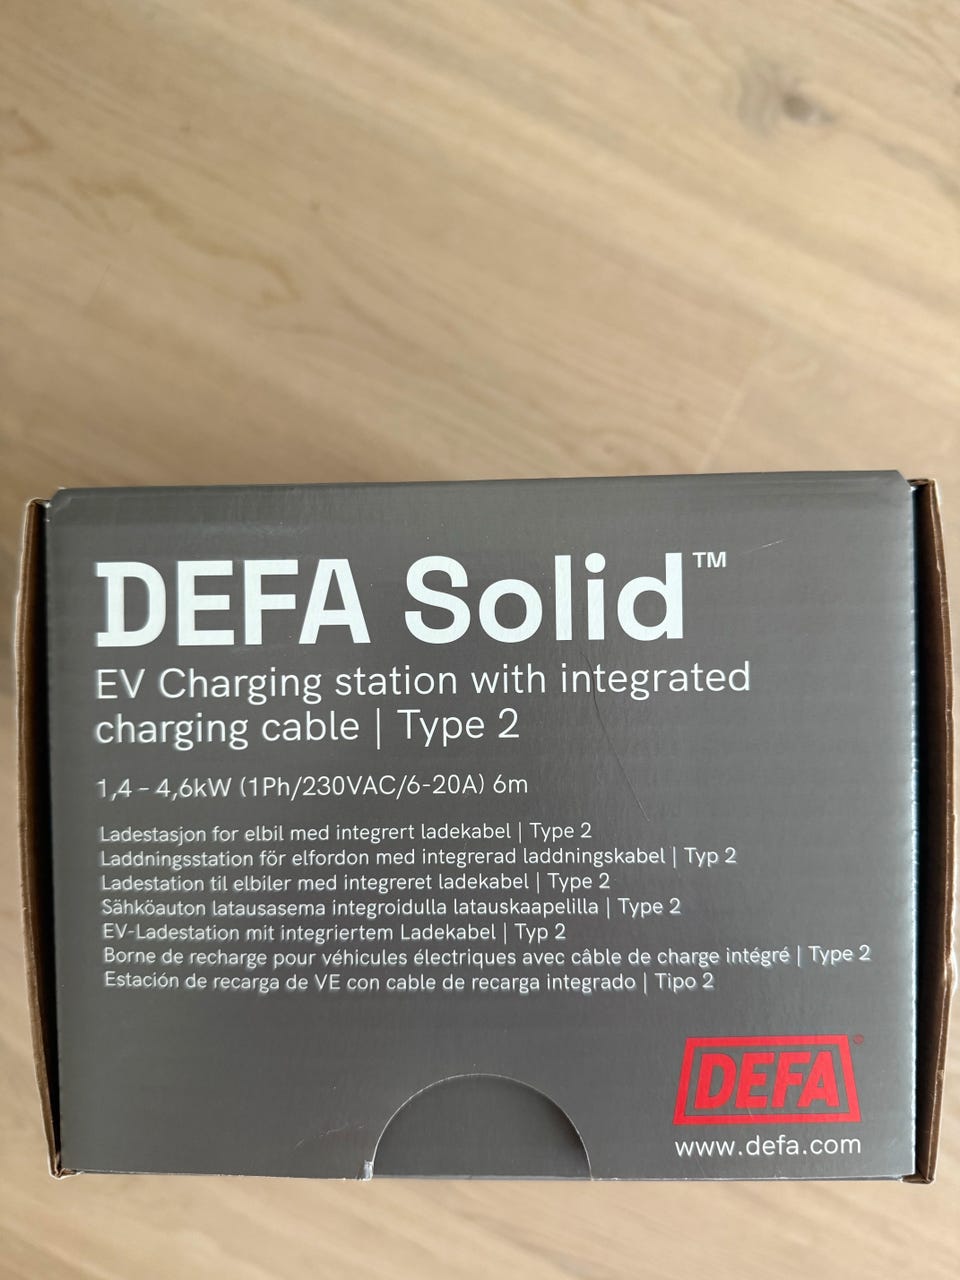 DEFA Solid™
EV Charging station with integrated
charging cable | Type 2
1,4 – 4,6kW (1Ph/230VAC/6-20A) 6m
Ladestasjon for elbil med integrert ladekabel | Type 2
Laddningsstation för elfordon med integrerad laddningskabel | Typ 2
Ladestation til elbiler med integreret ladekabel | Type 2
Sähköauton latausasema integroidulla latauskaapelilla | Type 2
EV-Ladestation mit integriertem Ladekabel | Typ 2
Borne de recharge pour véhicules électriques avec câble de charge intégré | Type 2
Estación de recarga de VE con cable de recarga integrado | Tipo 2
DEFA®
www.defa.com